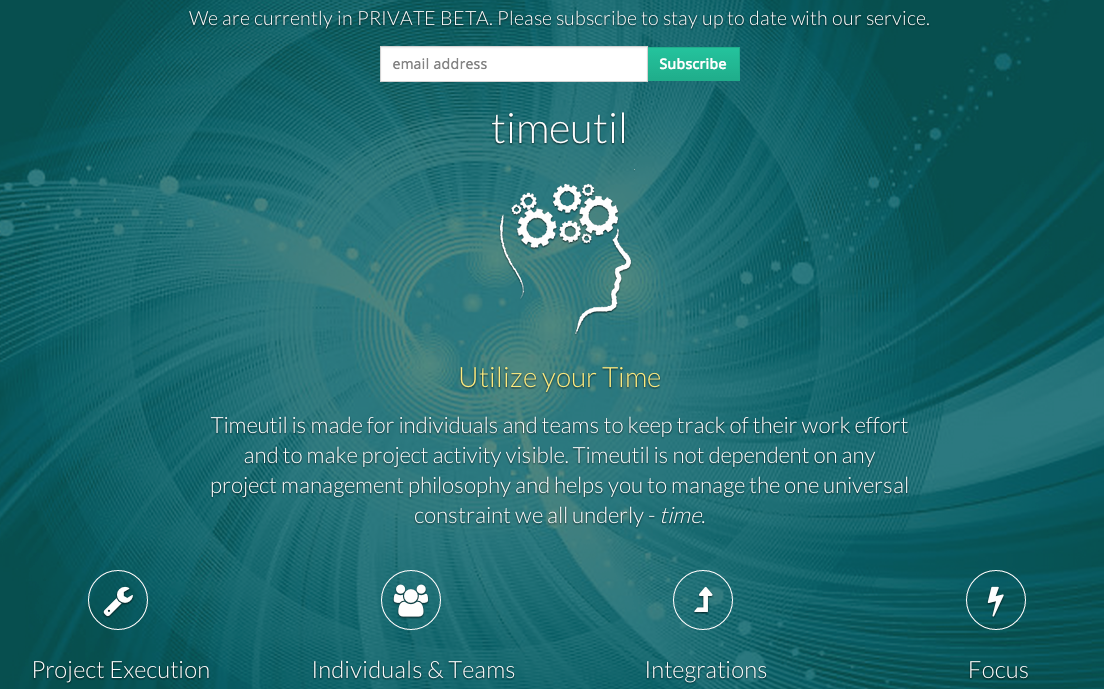 We are currently in PRIVATE BETA. Please subscribe to stay up to date with our service.
email address
Subscribe
timeutil
Utilize your Time
Timeutil is made for individuals and teams to keep track of their work effort
and to make project activity visible. Timeutil is not dependent on any
project management philosophy and helps you to manage the one universal
constraint we all underly - time.
Project Execution
Individuals & Teams
Integrations
Focus